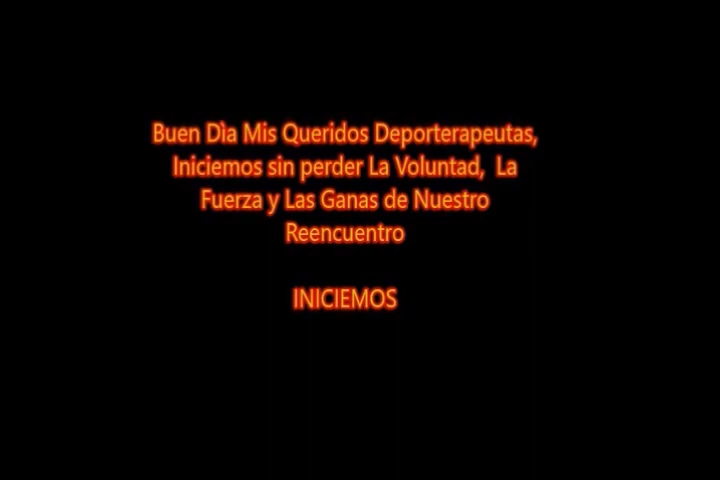 Buen Dìa Mis Queridos Deporterapeutas,
Iniciemos sin perder La Voluntad,  La
Fuerza y Las Ganas de Nuestro
Reencuentro
INICIEMOS